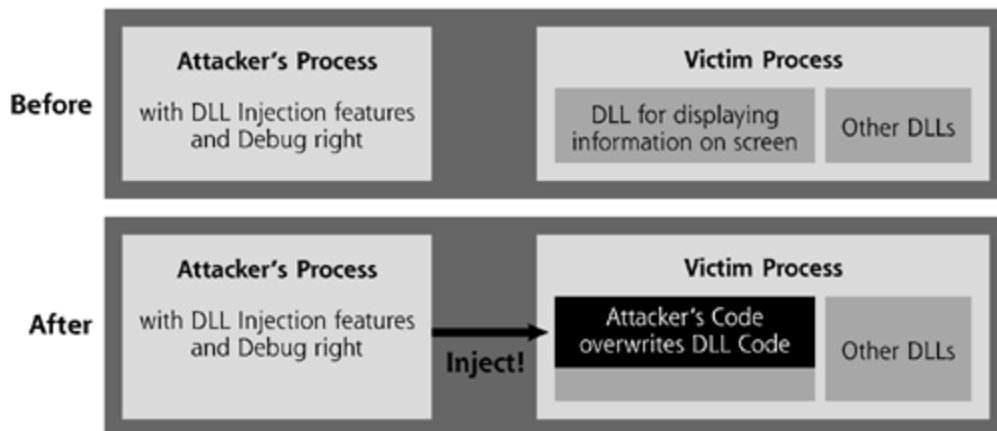 Before
Attacker's Process
with DLL Injection features
and Debug right
Victim Process
DLL for displaying
information on screen
Other DLLs
After
Attacker's Process
with DLL Injection features
and Debug right
Inject!
Victim Process
Attacker's Code
overwrites DLL Code
Other DLLs